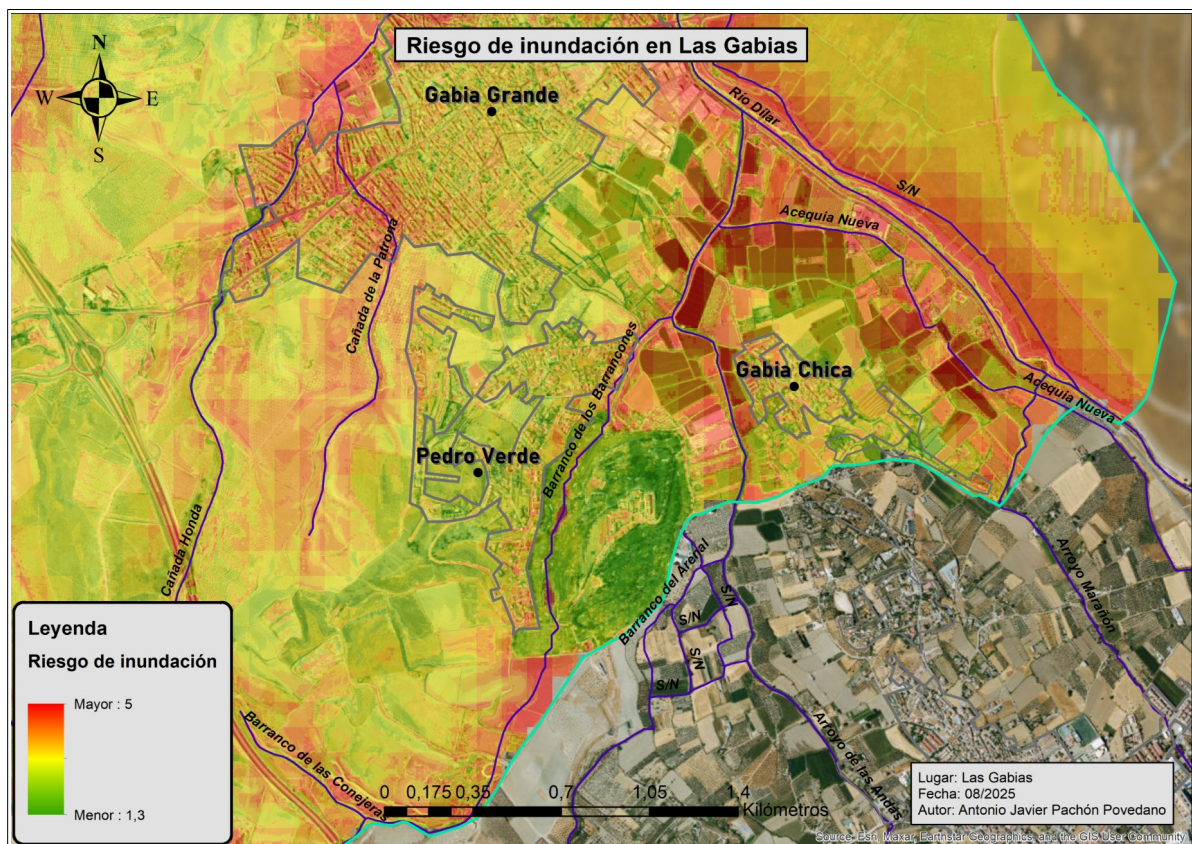 Riesgo de inundación en Las Gabias
N
W
E
S
Gabia Grande
Río Dílar
S/N
Acequia Nueva
Cañada de la Patrona
Barranco de los Barrancones
Gabia Chica
Acequia Nueva
Pedro Verde
Cañada Honda
Barranco del Arenal
S/N
S/N
S/N
S/N
Arroyo Marañón
Arroyo de las Andas
Barranco de las Conejeras
Leyenda
Riesgo de inundación
Mayor : 5
Menor : 1,3
0 0,175 0,35 0,7 1,05 1,4
Kilómetros
Lugar: Las Gabias
Fecha: 08/2025
Autor: Antonio Javier Pachón Povedano
Source: Esri, Maxar, Earthstar Geographics, and the GIS User Community